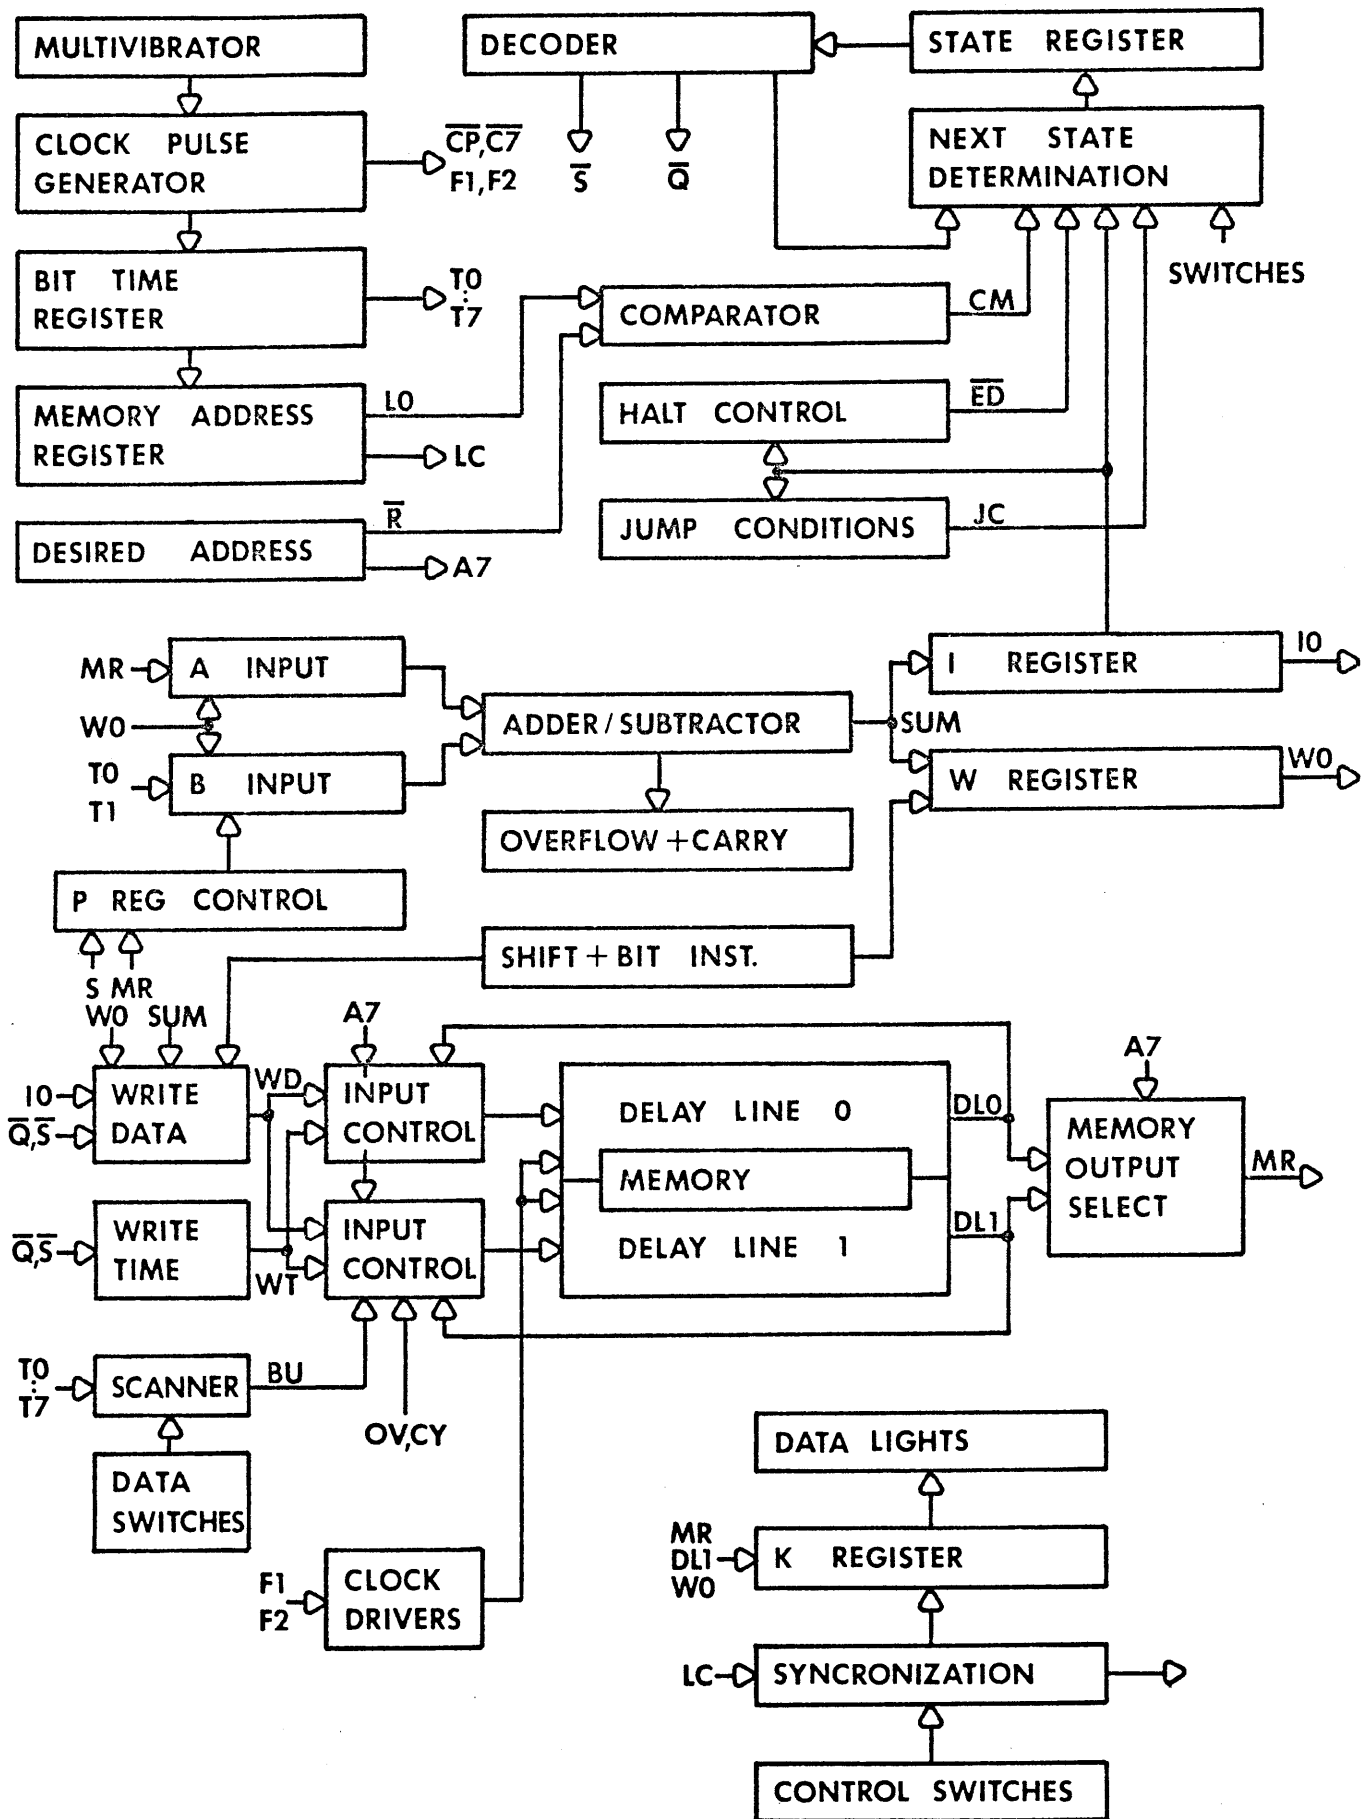 MULTIVIBRATOR
DECODER
STATE REGISTER
CLOCK PULSE
GENERATOR
C̅P̅,C̅7̅
F1,F2
S̅
Q̅
NEXT STATE
DETERMINATION
SWITCHES
BIT TIME
REGISTER
T0
:
T7
COMPARATOR
CM
MEMORY ADDRESS
REGISTER
L0
LC
HALT CONTROL
E̅D̅
DESIRED ADDRESS
R̅
A7
JUMP CONDITIONS
JC
MR
A INPUT
W0
T0
T1
B INPUT
ADDER/SUBTRACTOR
SUM
I REGISTER
I0
W REGISTER
W0
OVERFLOW+CARRY
P REG CONTROL
S MR
SHIFT+BIT INST.
W0 SUM
A7
I0
Q̅,S̅
WRITE
DATA
WD
INPUT
CONTROL
DELAY LINE 0
DL0
MEMORY
A7
MEMORY
OUTPUT
SELECT
MR
Q̅,S̅
WRITE
TIME
WT
INPUT
CONTROL
DELAY LINE 1
DL1
T0
:
T7
SCANNER
BU
OV,CY
DATA
SWITCHES
F1
F2
CLOCK
DRIVERS
DATA LIGHTS
MR
DL1
W0
K REGISTER
LC
SYNCRONIZATION
CONTROL SWITCHES